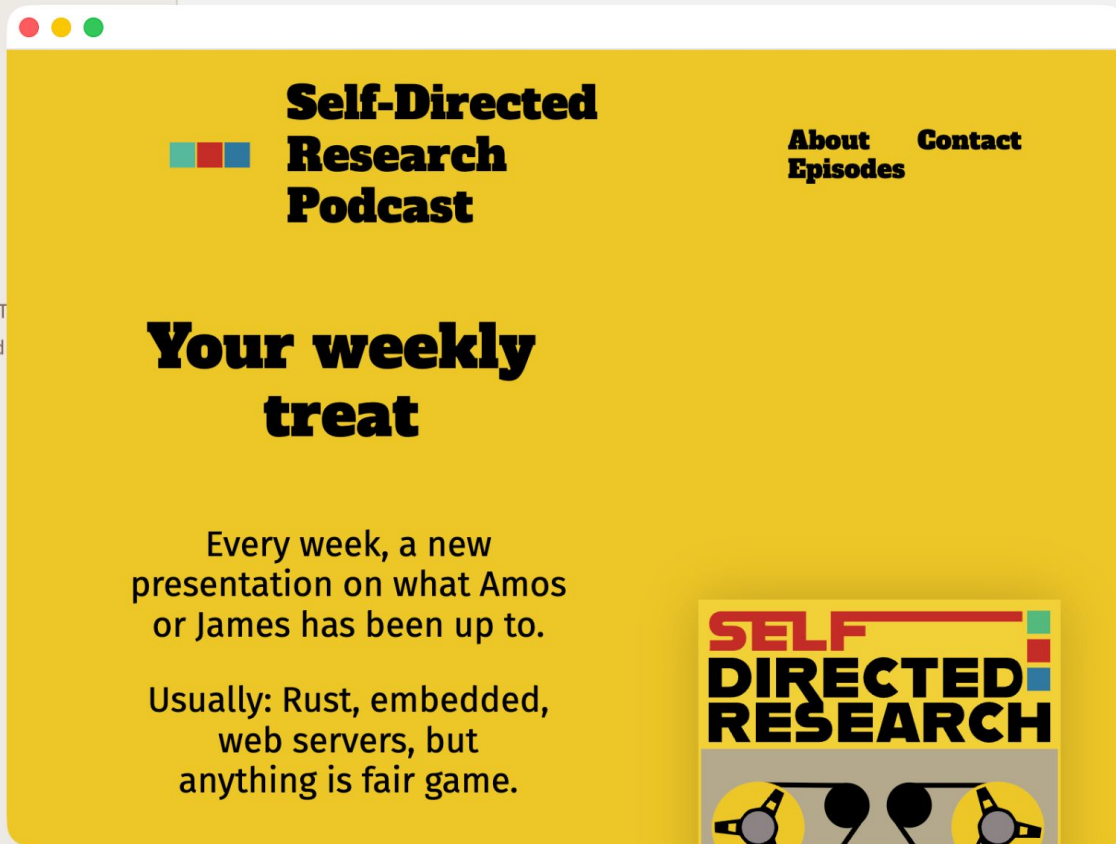 Self-Directed
Research
Podcast
About Contact
Episodes
Your weekly
treat
Every week, a new
presentation on what Amos
or James has been up to.
Usually: Rust, embedded,
web servers, but
anything is fair game.
SELF
DIRECTED
RESEARCH